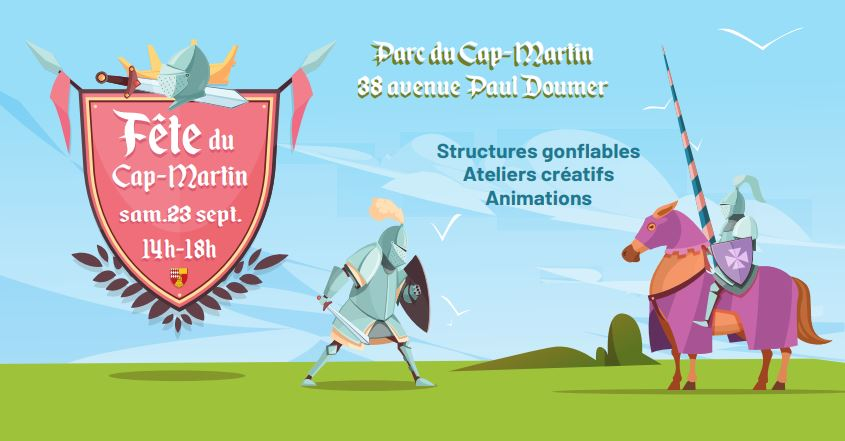 Fête du
Cap-Martin
sam.23 sept.
14h-18h
Parc du Cap-Martin
88 avenue Paul Doumer
Structures gonflables
Ateliers créatifs
Animations